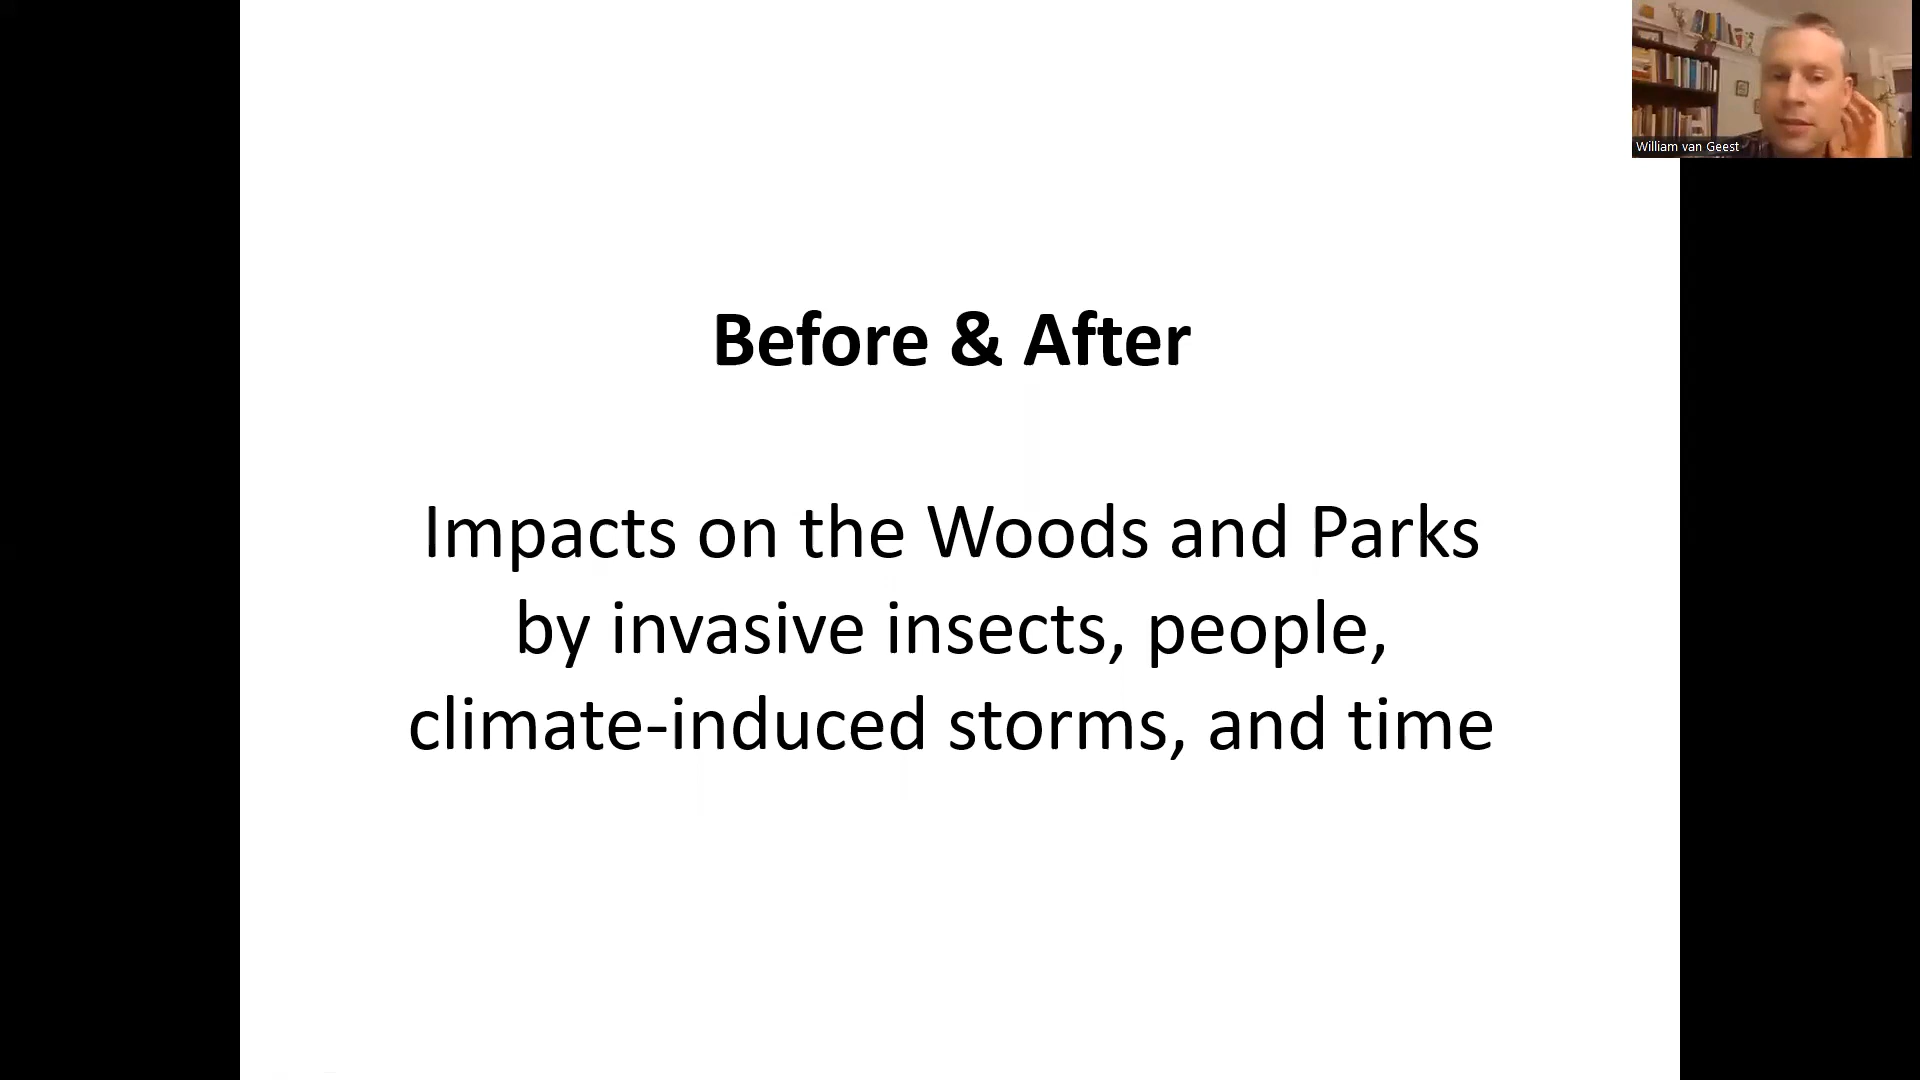 William van Geest
Before & After
Impacts on the Woods and Parks
by invasive insects, people,
climate-induced storms, and time